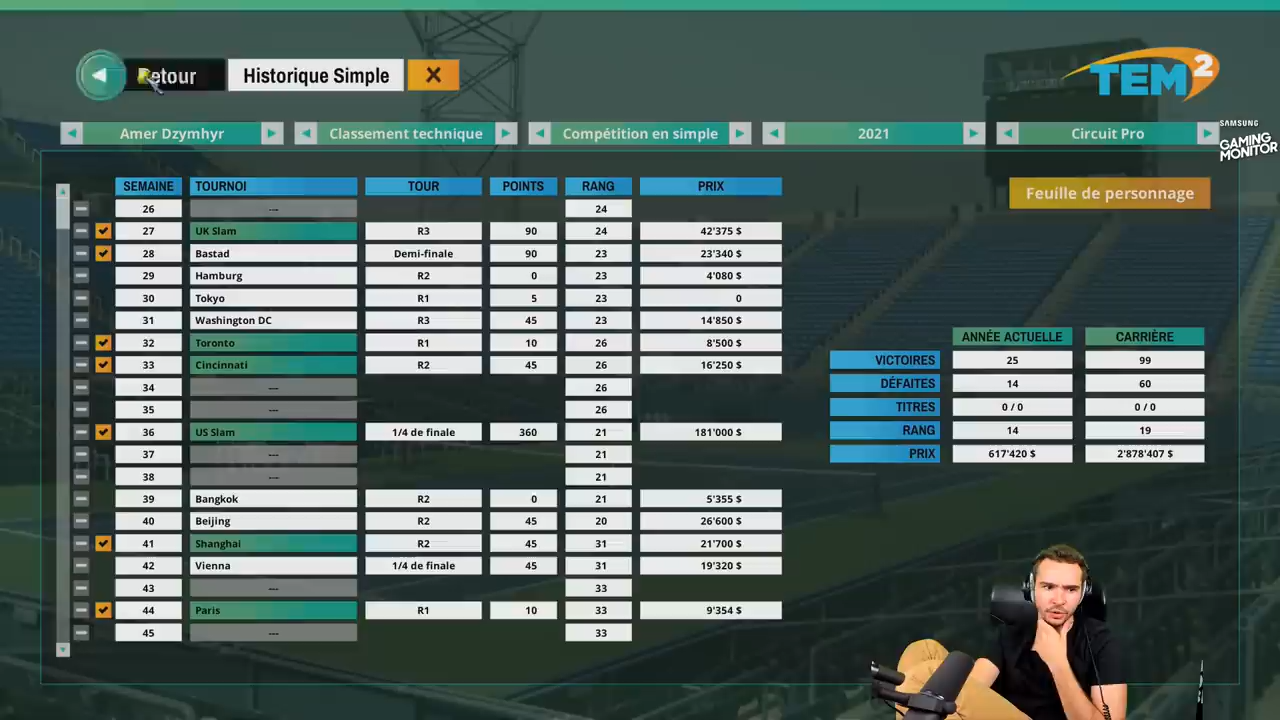 Retour
Historique Simple
TEM2
Amer Dzymhyr
Classement technique
Compétition en simple
2021
Circuit Pro
SAMSUNG
GAMING
MONITOR
SEMAINE TOURNOI TOUR POINTS RANG PRIX
Feuille de personnage
26 --- 24
27 UK Slam R3 90 24 42'375 $
28 Bastad Demi-finale 90 23 23'340 $
29 Hamburg R2 0 23 4'080 $
30 Tokyo R1 5 23 0
31 Washington DC R3 45 23 14'850 $
32 Toronto R1 10 26 8'500 $
33 Cincinnati R2 45 26 16'250 $
34 --- 26
35 --- 26
36 US Slam 1/4 de finale 360 21 181'000 $
37 --- 21
38 --- 21
39 Bangkok R2 0 21 5'355 $
40 Beijing R2 45 20 26'600 $
41 Shanghai R2 45 31 21'700 $
42 Vienna 1/4 de finale 45 31 19'320 $
43 --- 33
44 Paris R1 10 33 9'354 $
45 --- 33
ANNÉE ACTUELLE CARRIÈRE
VICTOIRES 25 99
DÉFAITES 14 60
TITRES 0 / 0 0 / 0
RANG 14 19
PRIX 617'420 $ 2'878'407 $